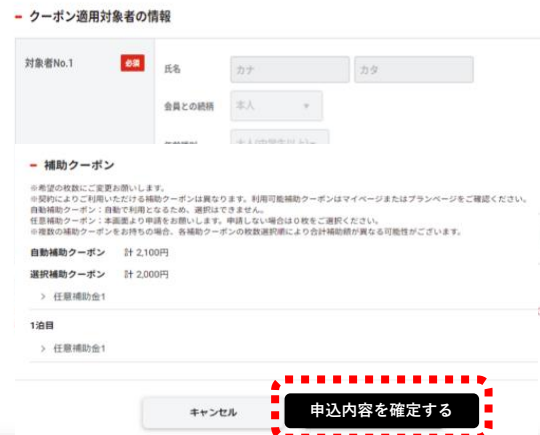 クーポン適用対象者の情報
対象者No.1 必須 氏名 カナ カタ
会員との続柄 本人
補助クーポン
※希望の枚数にご変更お願いします。
※契約によりご利用いただける補助クーポンは異なります。利用可能補助クーポンはマイページまたはプランページをご確認ください。
自動補助クーポン：自動で利用となるため、選択はできません。
任意補助クーポン：本画面より申請をお願いします。申請しない場合は０枚をご選択ください。
※複数の補助クーポンをお持ちの場合、各補助クーポンの枚数選択順により合計補助額が異なる可能性がございます。
自動補助クーポン 計 2,100円
選択補助クーポン 計 2,000円
> 任意補助金1
1泊目
> 任意補助金1
キャンセル 申込内容を確定する